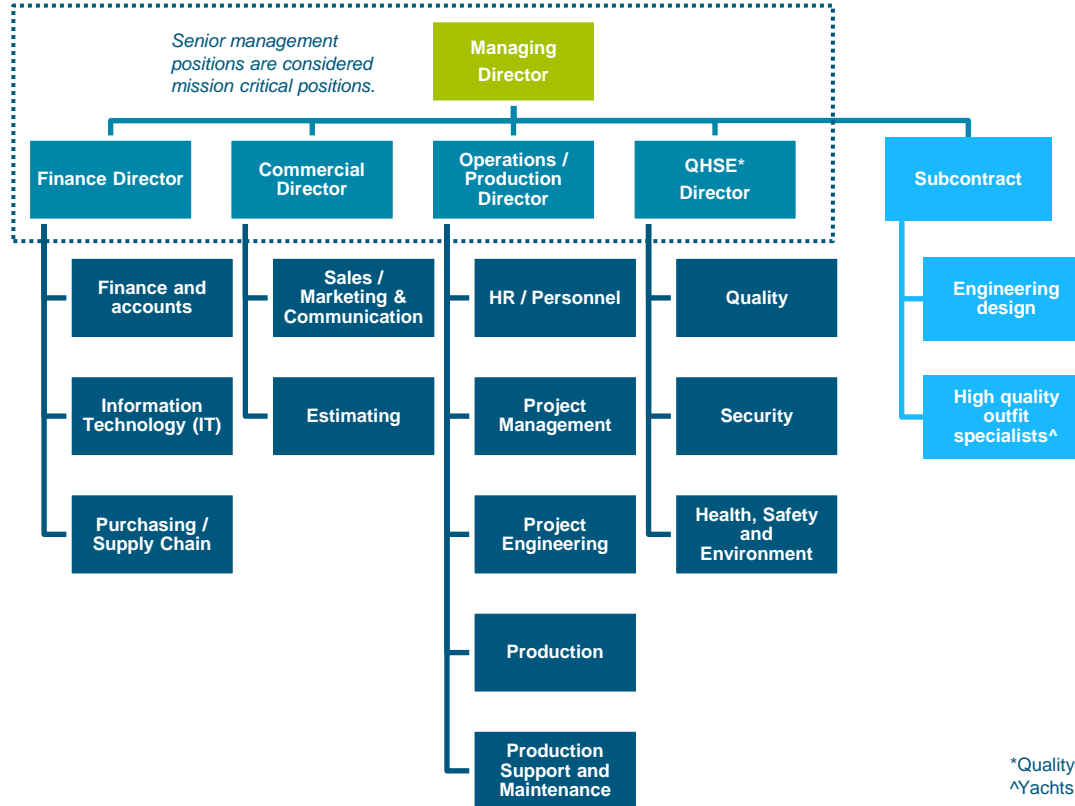 Senior management
positions are considered
mission critical positions.
Managing
Director
Finance Director
Commercial
Director
Operations /
Production
Director
QHSE*
Director
Subcontract
Finance and
accounts
Sales /
Marketing &
Communication
HR / Personnel
Quality
Engineering
design
Information
Technology (IT)
Estimating
Project
Management
Security
High quality
outfit
specialists^
Purchasing /
Supply Chain
Project
Engineering
Health, Safety
and
Environment
Production
Production
Support and
Maintenance
*Quality
^Yachts